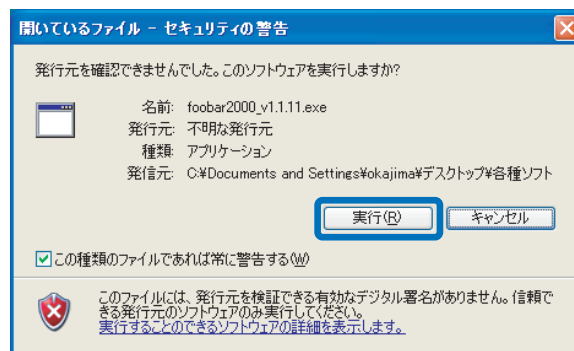 開いているファイル - セキュリティの警告
発行元を確認できませんでした。このソフトウェアを実行しますか?
名前: foobar2000_v1.1.11.exe
発行元: 不明な発行元
種類: アプリケーション
発信元: C:¥Documents and Settings¥okajima¥デスクトップ¥各種ソフト
実行(R) キャンセル
この種類のファイルであれば常に警告する(W)
このファイルには、発行元を検証できる有効なデジタル署名がありません。信頼で
きる発行元のソフトウェアのみ実行してください。
実行することのできるソフトウェアの詳細を表示します。